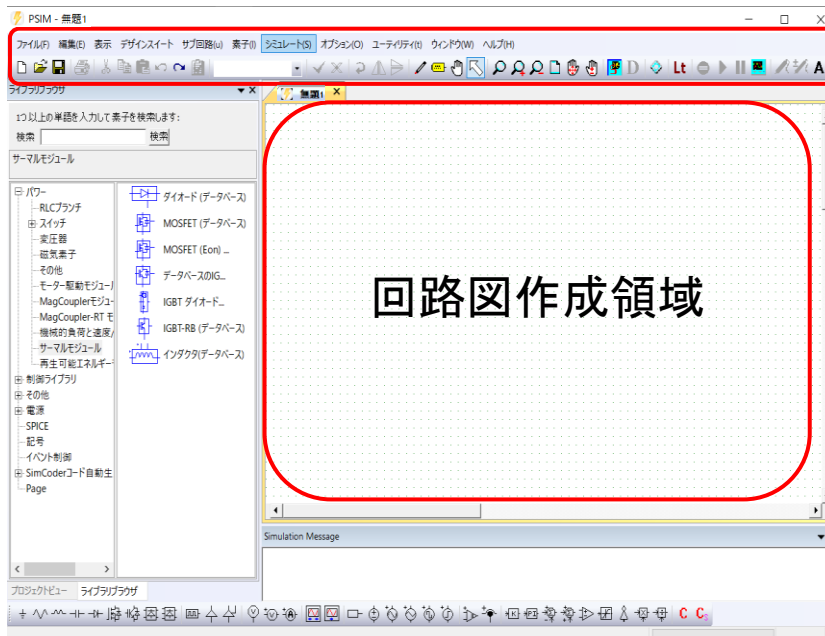 PSIM - 無題1
ファイル(F) 編集(E) 表示 デザインスイート サブ回路(u) 素子(l) シミュレート(S) オプション(O) ユーティリティ(t) ウィンドウ(W) ヘルプ(H)
D Lt A
ライブラリブラウザ
無題1
1つ以上の単語を入力して素子を検索します:
検索 検索
サーマルモジュール
パワー
RLCブランチ
スイッチ
変圧器
磁気素子
その他
モーター駆動モジュール
MagCouplerモジュー
MagCoupler-RT モ
機械的負荷と速度/
サーマルモジュール
再生可能エネルギー
制御ライブラリ
その他
電源
SPICE
記号
イベント制御
SimCoderコード自動生
Page
ダイオード (データベース)
MOSFET (データベース)
MOSFET (Eon) ...
データベースのIG...
IGBT ダイオード...
IGBT-RB (データベース)
インダクタ(データベース)
回路図作成領域
Simulation Message
プロジェクトビュー ライブラリブラウザ
C C